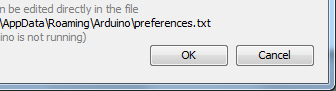 n be edited directly in the file
\AppData\Roaming\Arduino\preferences.txt
ino is not running)
OK Cancel